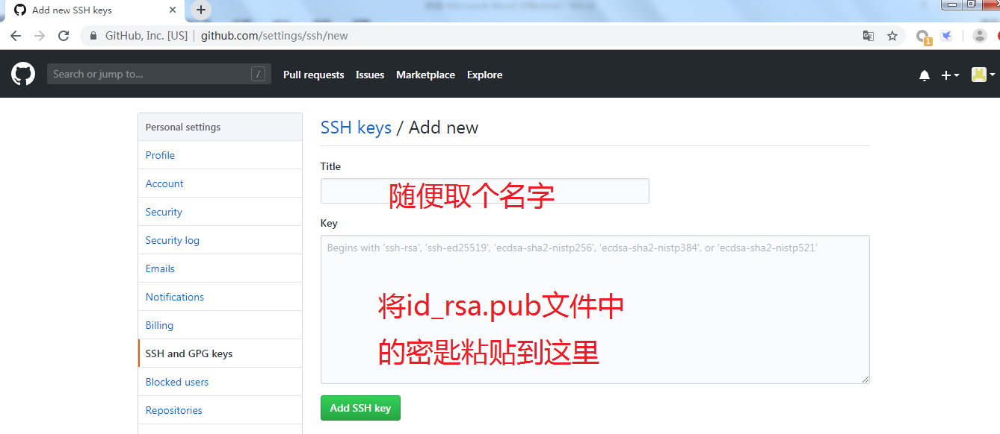 Add new SSH keys
GitHub, Inc. [US] github.com/settings/ssh/new
1
Search or jump to... /
Pull requests Issues Marketplace Explore
Personal settings
Profile
Account
Security
Security log
Emails
Notifications
Billing
SSH and GPG keys
Blocked users
Repositories
SSH keys / Add new
Title
随便取个名字
Key
Begins with 'ssh-rsa', 'ssh-ed25519', 'ecdsa-sha2-nistp256', 'ecdsa-sha2-nistp384', or 'ecdsa-sha2-nistp521'
将id_rsa.pub文件中
的密匙粘贴到这里
Add SSH key